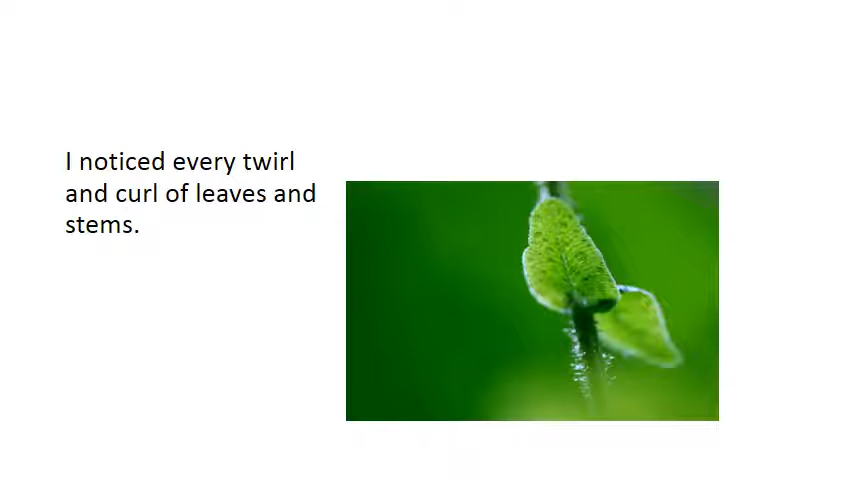 I noticed every twirl
and curl of leaves and
stems.